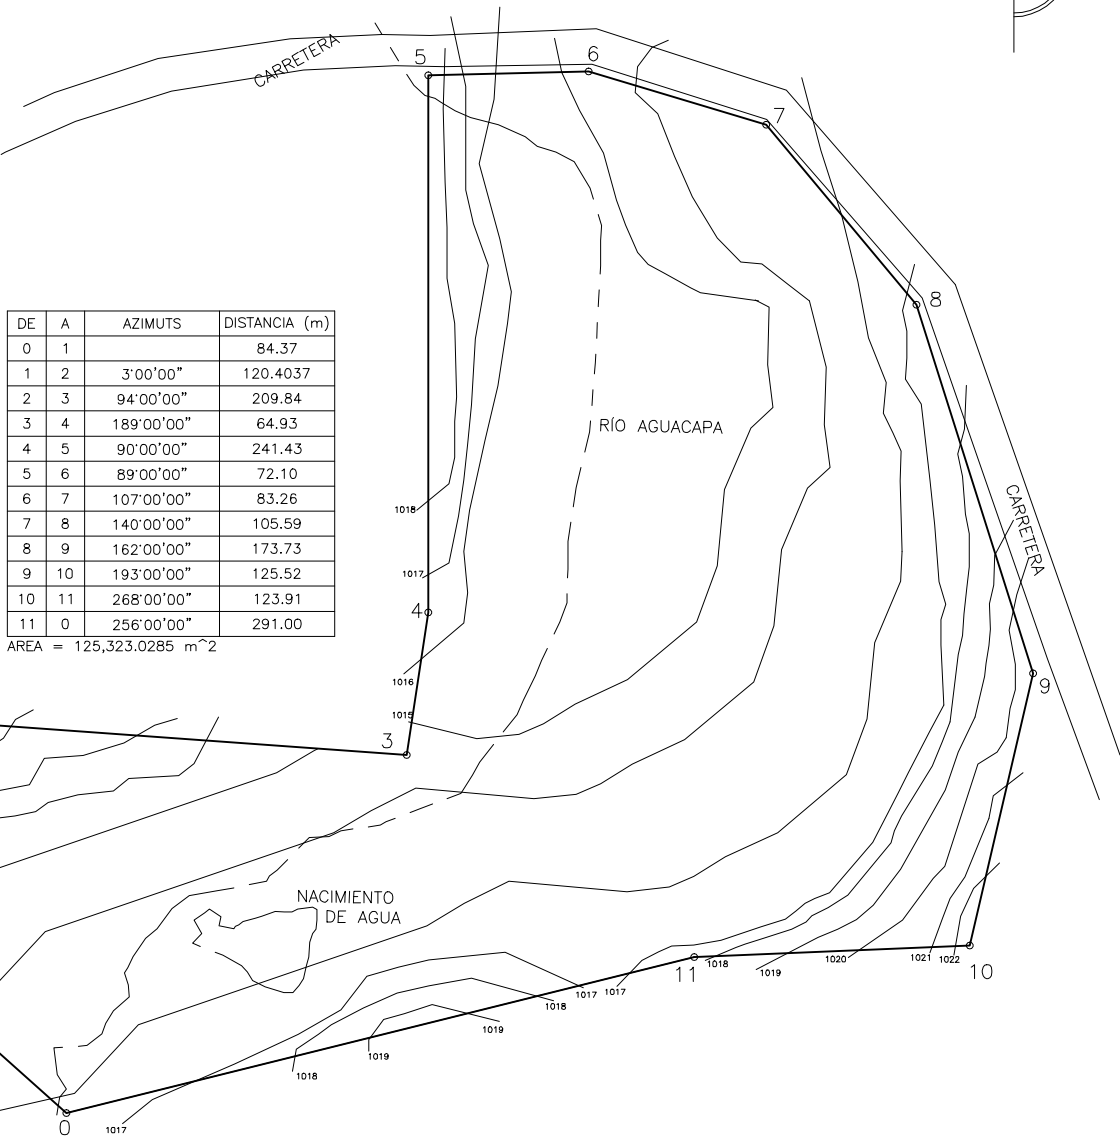 CARRETERA
5
6
7
8
DE A AZIMUTS DISTANCIA (m)
0 1 84.37
1 2 3°00'00" 120.4037
2 3 94°00'00" 209.84
3 4 189°00'00" 64.93
4 5 90°00'00" 241.43
5 6 89°00'00" 72.10
6 7 107°00'00" 83.26
7 8 140°00'00" 105.59
8 9 162°00'00" 173.73
9 10 193°00'00" 125.52
10 11 268°00'00" 123.91
11 0 256°00'00" 291.00
AREA = 125,323.0285 m^2
RÍO AGUACAPA
1018
CARRETERA
1017
4
1016
9
1015
3
NACIMIENTO
DE AGUA
1018
1020
1021
1022
1019
11
10
1017
1017
1018
1019
1019
1018
0
1017